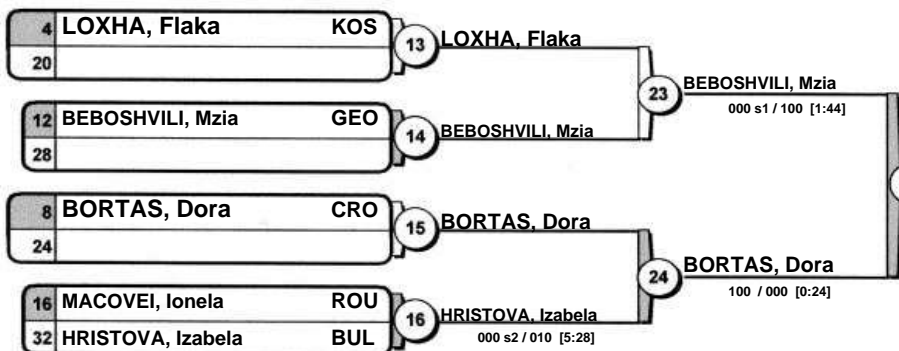 4 LOXHA, Flaka KOS
20
13 LOXHA, Flaka
12 BEBOSHVILI, Mzia GEO
28
14 BEBOSHVILI, Mzia
23 BEBOSHVILI, Mzia
000 s1 / 100 [1:44]
8 BORTAS, Dora CRO
24
15 BORTAS, Dora
16 MACOVEI, Ionela ROU
32 HRISTOVA, Izabela BUL
16 HRISTOVA, Izabela
000 s2 / 010 [5:28]
24 BORTAS, Dora
100 / 000 [0:24]